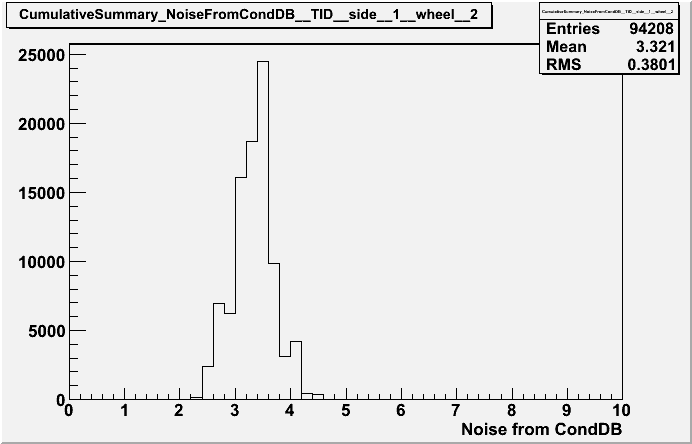 CumulativeSummary_NoiseFromCondDB__TID__side__1__wheel__2
CumulativeSummary_NoiseFromCondDB__TID__side__1__wheel__2
Entries 94208
Mean 3.321
RMS 0.3801
25000
20000
15000
10000
5000
0
0 1 2 3 4 5 6 7 8 9 10
Noise from CondDB